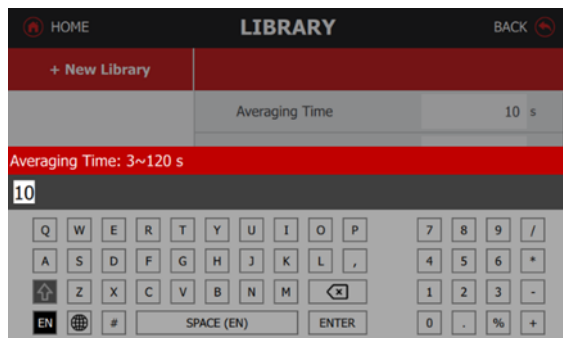 HOME LIBRARY BACK
+ New Library
Averaging Time 10 s
Averaging Time: 3~120 s
10
Q W E R T Y U I O P 7 8 9 /
A S D F G H J K L , 4 5 6 *
Z X C V B N M 1 2 3 -
EN # SPACE (EN) ENTER 0 . % +